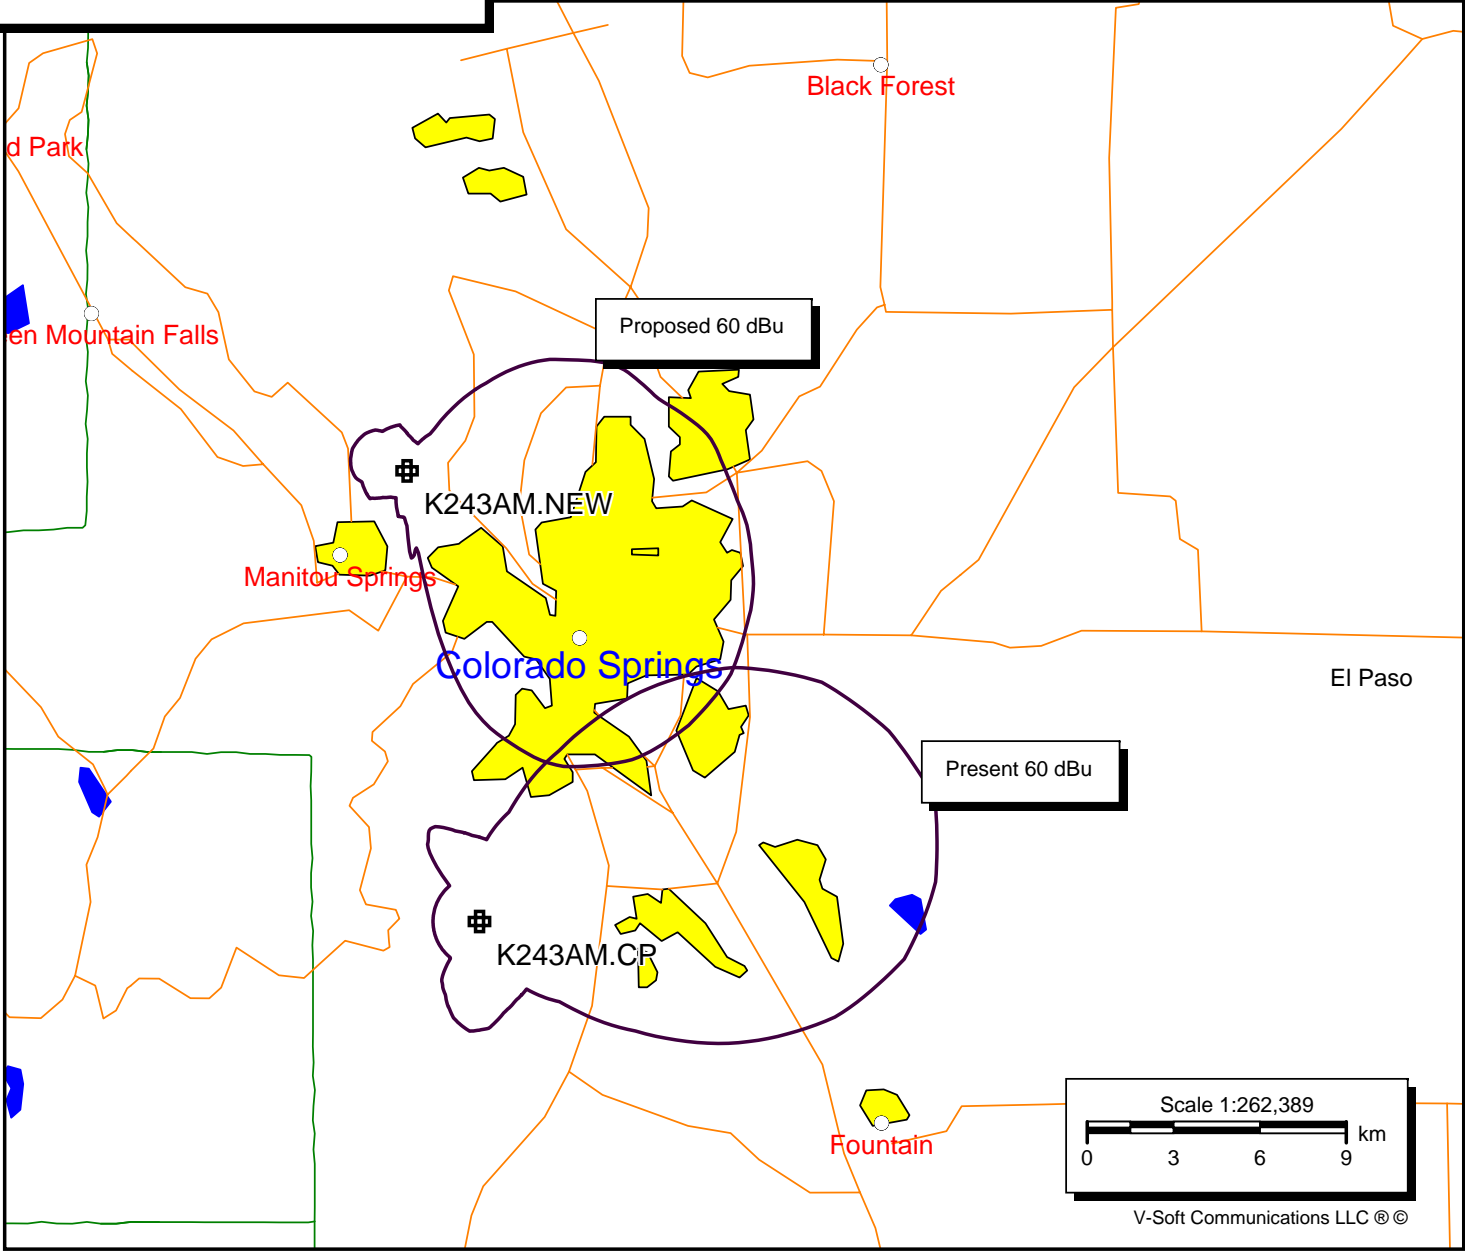 Black Forest
d Park
en Mountain Falls
Proposed 60 dBu
K243AM.NEW
Manitou Springs
Colorado Springs
El Paso
Present 60 dBu
K243AM.CP
Fountain
Scale 1:262,389
km
0 3 6 9
V-Soft Communications LLC ® ©